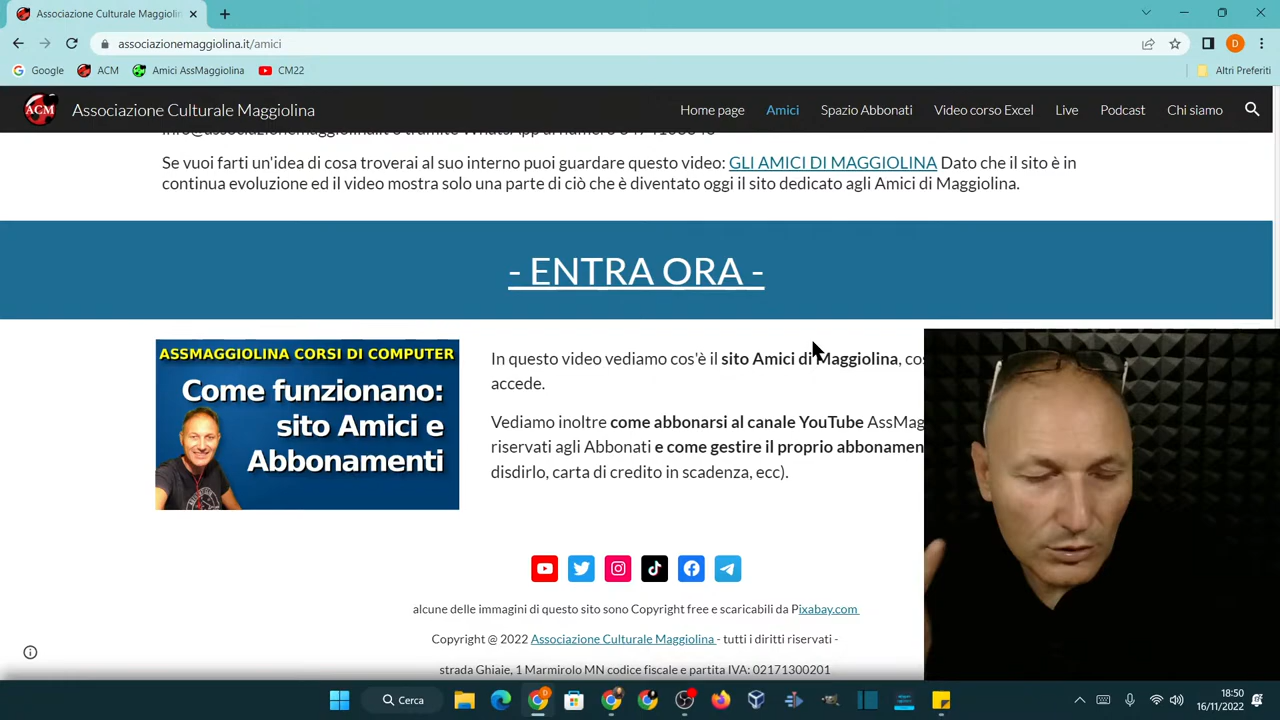 Associazione Culturale Maggiolin
associazionemaggiolina.it/amici
Google
ACM
Amici AssMaggiolina
CM22
D
Altri Preferiti
ACM
Associazione Culturale Maggiolina
Home page
Amici
Spazio Abbonati
Video corso Excel
Live
Podcast
Chi siamo
Se vuoi farti un'idea di cosa troverai al suo interno puoi guardare questo video: GLI AMICI DI MAGGIOLINA Dato che il sito è in
continua evoluzione ed il video mostra solo una parte di ciò che è diventato oggi il sito dedicato agli Amici di Maggiolina.
- ENTRA ORA -
ASSMAGGIOLINA CORSI DI COMPUTER
Come funzionano:
sito Amici e
Abbonamenti
In questo video vediamo cos'è il sito Amici di Maggiolina, cos
accede.
Vediamo inoltre come abbonarsi al canale YouTube AssMag
riservati agli Abbonati e come gestire il proprio abbonamen
disdirlo, carta di credito in scadenza, ecc).
alcune delle immagini di questo sito sono Copyright free e scaricabili da Pixabay.com
Copyright @ 2022 Associazione Culturale Maggiolina - tutti i diritti riservati -
strada Ghiaie, 1 Marmirolo MN codice fiscale e partita IVA: 02171300201
Cerca
18:50
16/11/2022